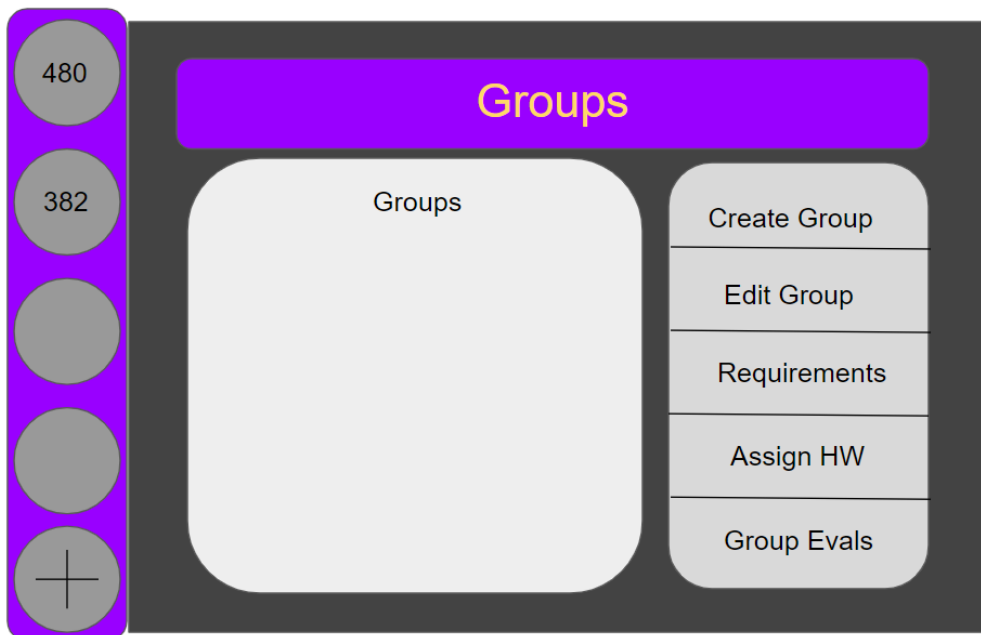 480
382
Groups
Groups
Create Group
Edit Group
Requirements
Assign HW
Group Evals